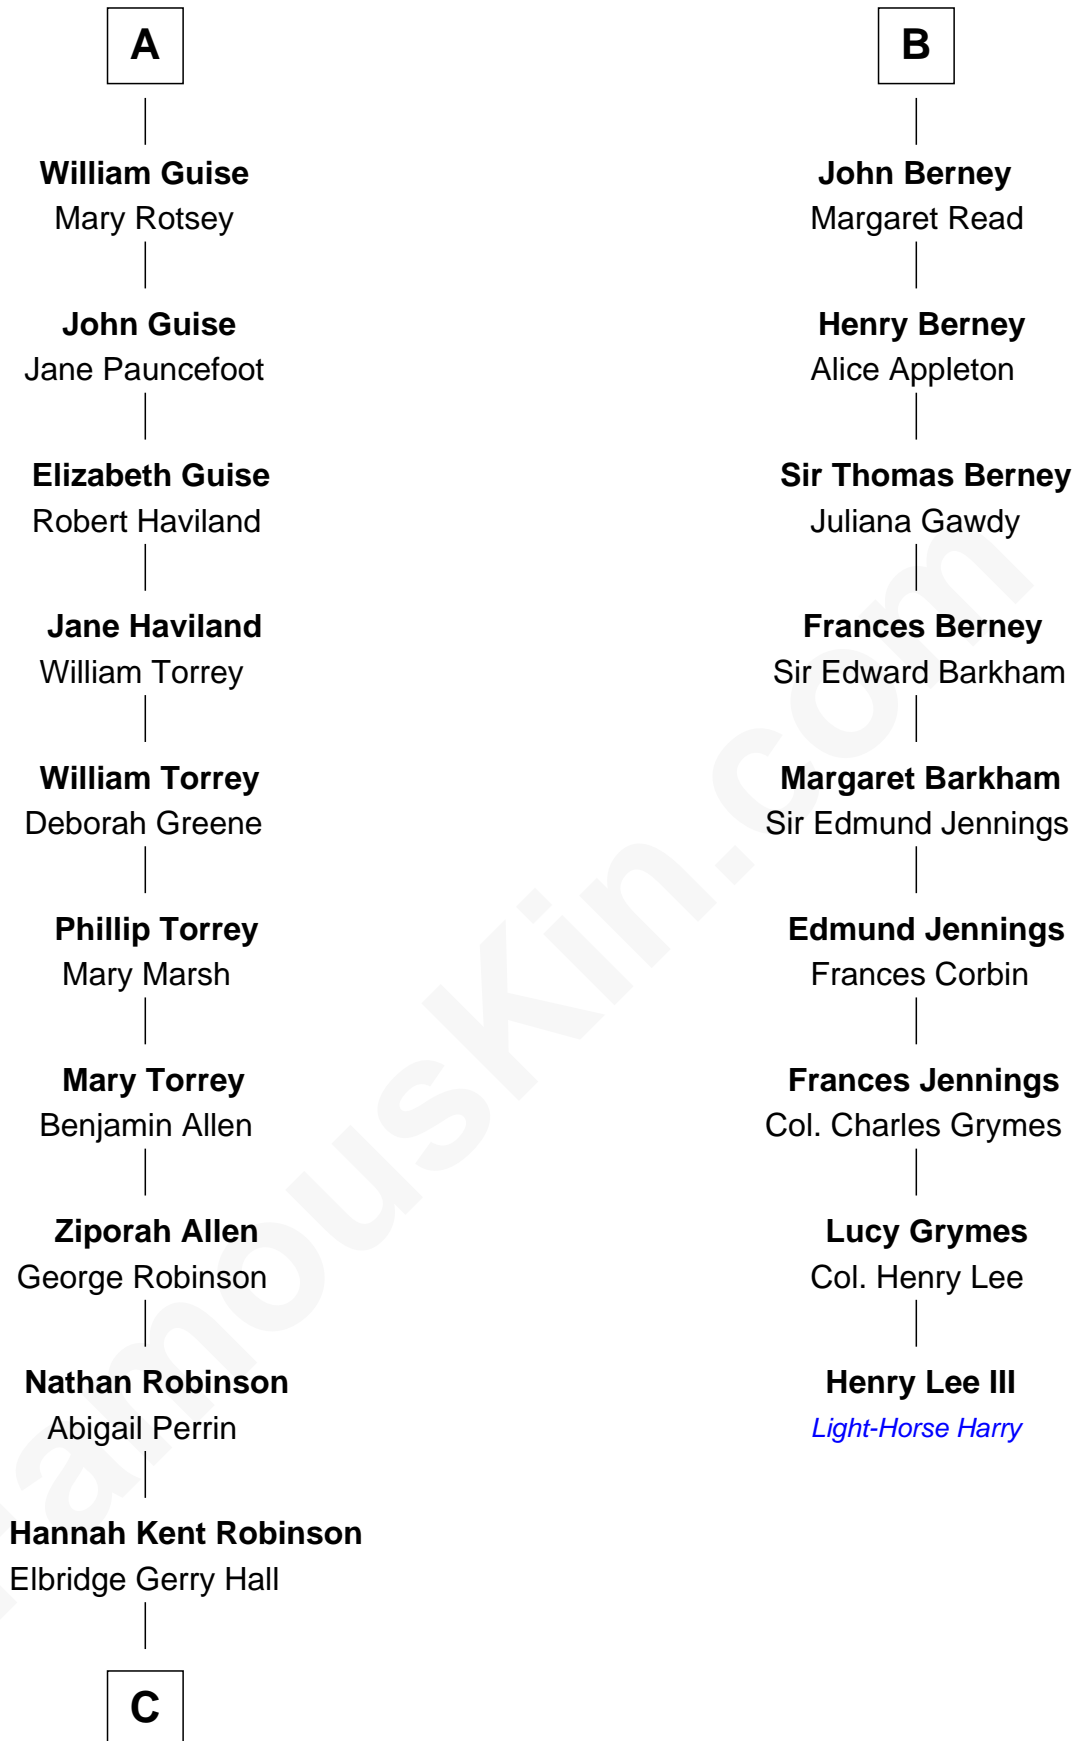 A
William Guise
Mary Rotsey
John Guise
Jane Pauncefoot
Elizabeth Guise
Robert Haviland
Jane Haviland
William Torrey
William Torrey
Deborah Greene
Phillip Torrey
Mary Marsh
Mary Torrey
Benjamin Allen
Ziporah Allen
George Robinson
Nathan Robinson
Abigail Perrin
Hannah Kent Robinson
Elbridge Gerry Hall
C
B
John Berney
Margaret Read
Henry Berney
Alice Appleton
Sir Thomas Berney
Juliana Gawdy
Frances Berney
Sir Edward Barkham
Margaret Barkham
Sir Edmund Jennings
Edmund Jennings
Frances Corbin
Frances Jennings
Col. Charles Grymes
Lucy Grymes
Col. Henry Lee
Henry Lee III
Light-Horse Harry
FamousKin.com